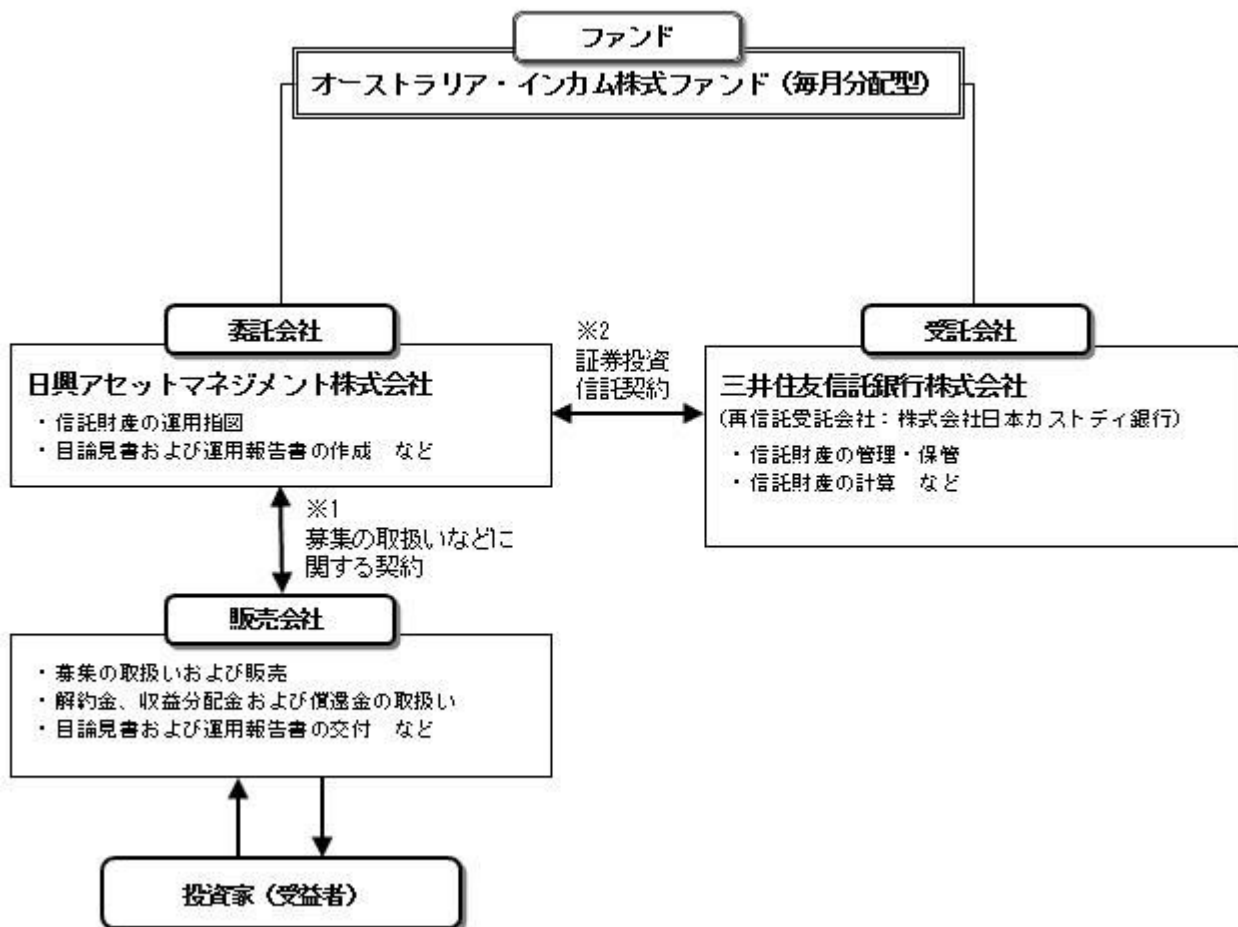 ファンド
オーストラリア・インカム株式ファンド（毎月分配型）
委託会社
日興アセットマネジメント株式会社
・信託財産の運用指図
・目論見書および運用報告書の作成　など
※2
証券投資
信託契約
受託会社
三井住友信託銀行株式会社
(再信託受託会社：株式会社日本カストディ銀行)
・信託財産の管理・保管
・信託財産の計算　など
※1
募集の取扱いなどに
関する契約
販売会社
・募集の取扱いおよび販売
・解約金、収益分配金および償還金の取扱い
・目論見書および運用報告書の交付　など
投資家（受益者）